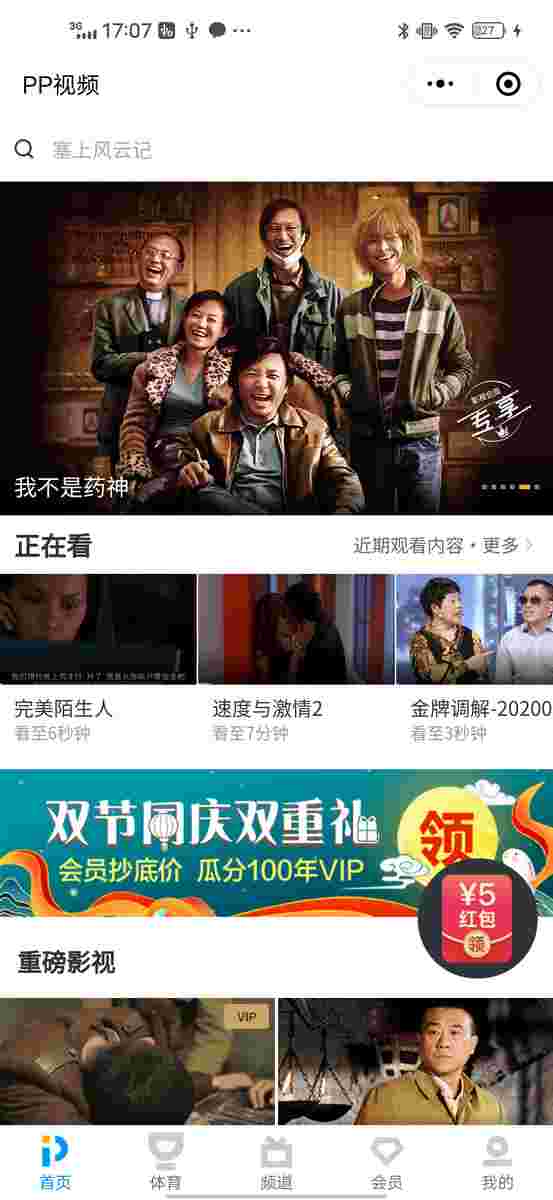 3G 17:07 27
PP视频
塞上风云记
影视会员
专享
我不是药神
正在看
近期观看内容·更多
完美陌生人
看至6秒钟
速度与激情2
看至7分钟
金牌调解-20200
看至3秒钟
双节同庆双重礼
领
会员抄底价 瓜分100年VIP
¥5
红包
领
重磅影视
VIP
首页
体育
频道
会员
我的